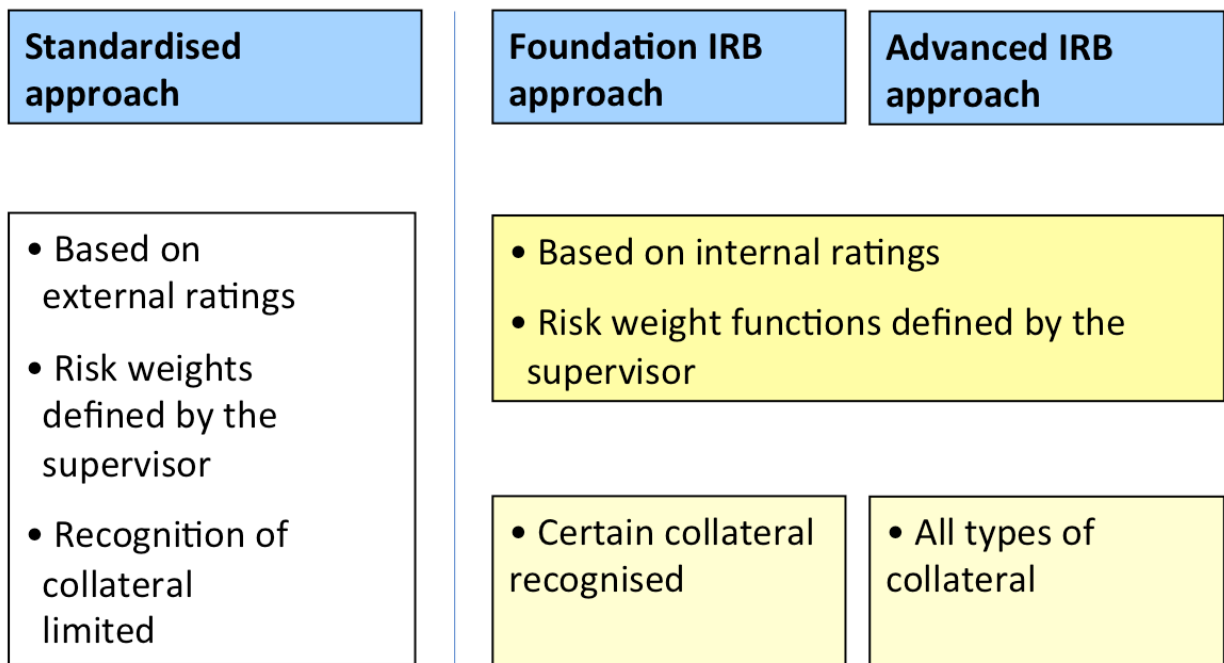 Standardised
approach
Foundation IRB
approach
Advanced IRB
approach
• Based on
external ratings
• Risk weights
defined by the
supervisor
• Recognition of
collateral
limited
• Based on internal ratings
• Risk weight functions defined by the
supervisor
• Certain collateral
recognised
• All types of
collateral